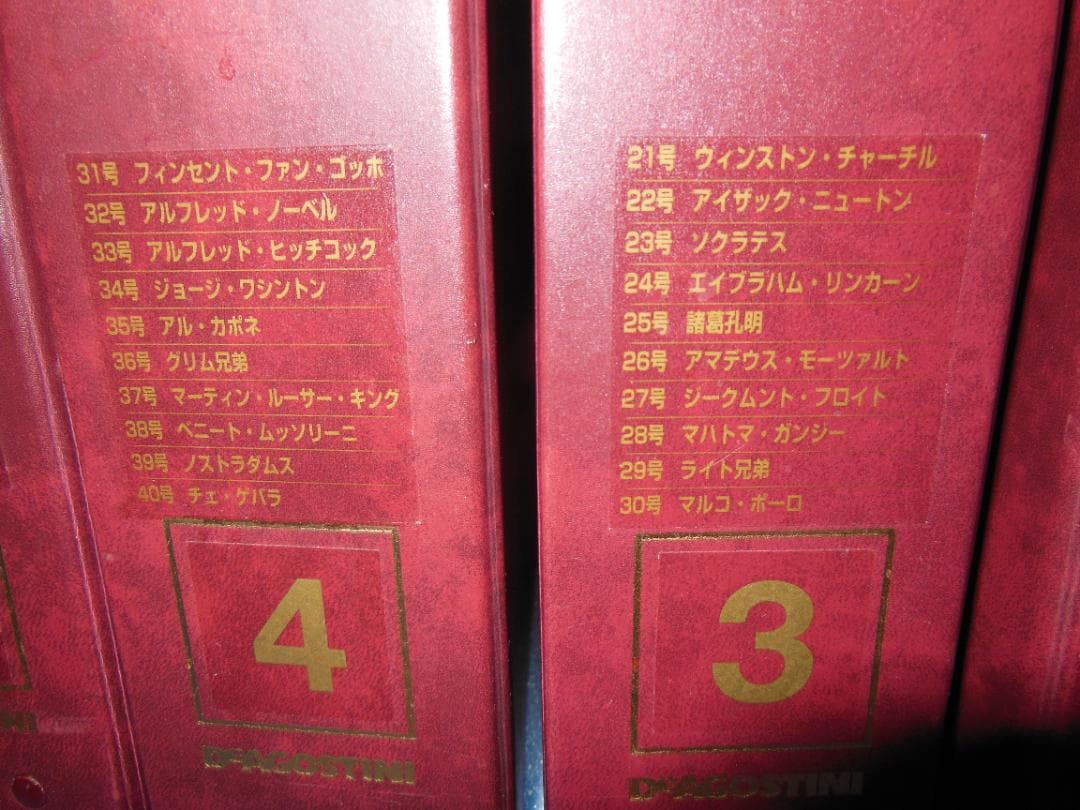 31号 フィンセント・ファン・ゴッホ
32号 アルフレッド・ノーベル
33号 アルフレッド・ヒッチコック
34号 ジョージ・ワシントン
35号 アル・カポネ
36号 グリム兄弟
37号 マーティン・ルーサー・キング
38号 ベニート・ムッソリーニ
39号 ノストラダムス
40号 チェ・ゲバラ
4
DeAGOSTINI
21号 ウィンストン・チャーチル
22号 アイザック・ニュートン
23号 ソクラテス
24号 エイブラハム・リンカーン
25号 諸葛孔明
26号 アマデウス・モーツァルト
27号 ジークムント・フロイト
28号 マハトマ・ガンジー
29号 ライト兄弟
30号 マルコ・ポーロ
3
DeAGOSTINI